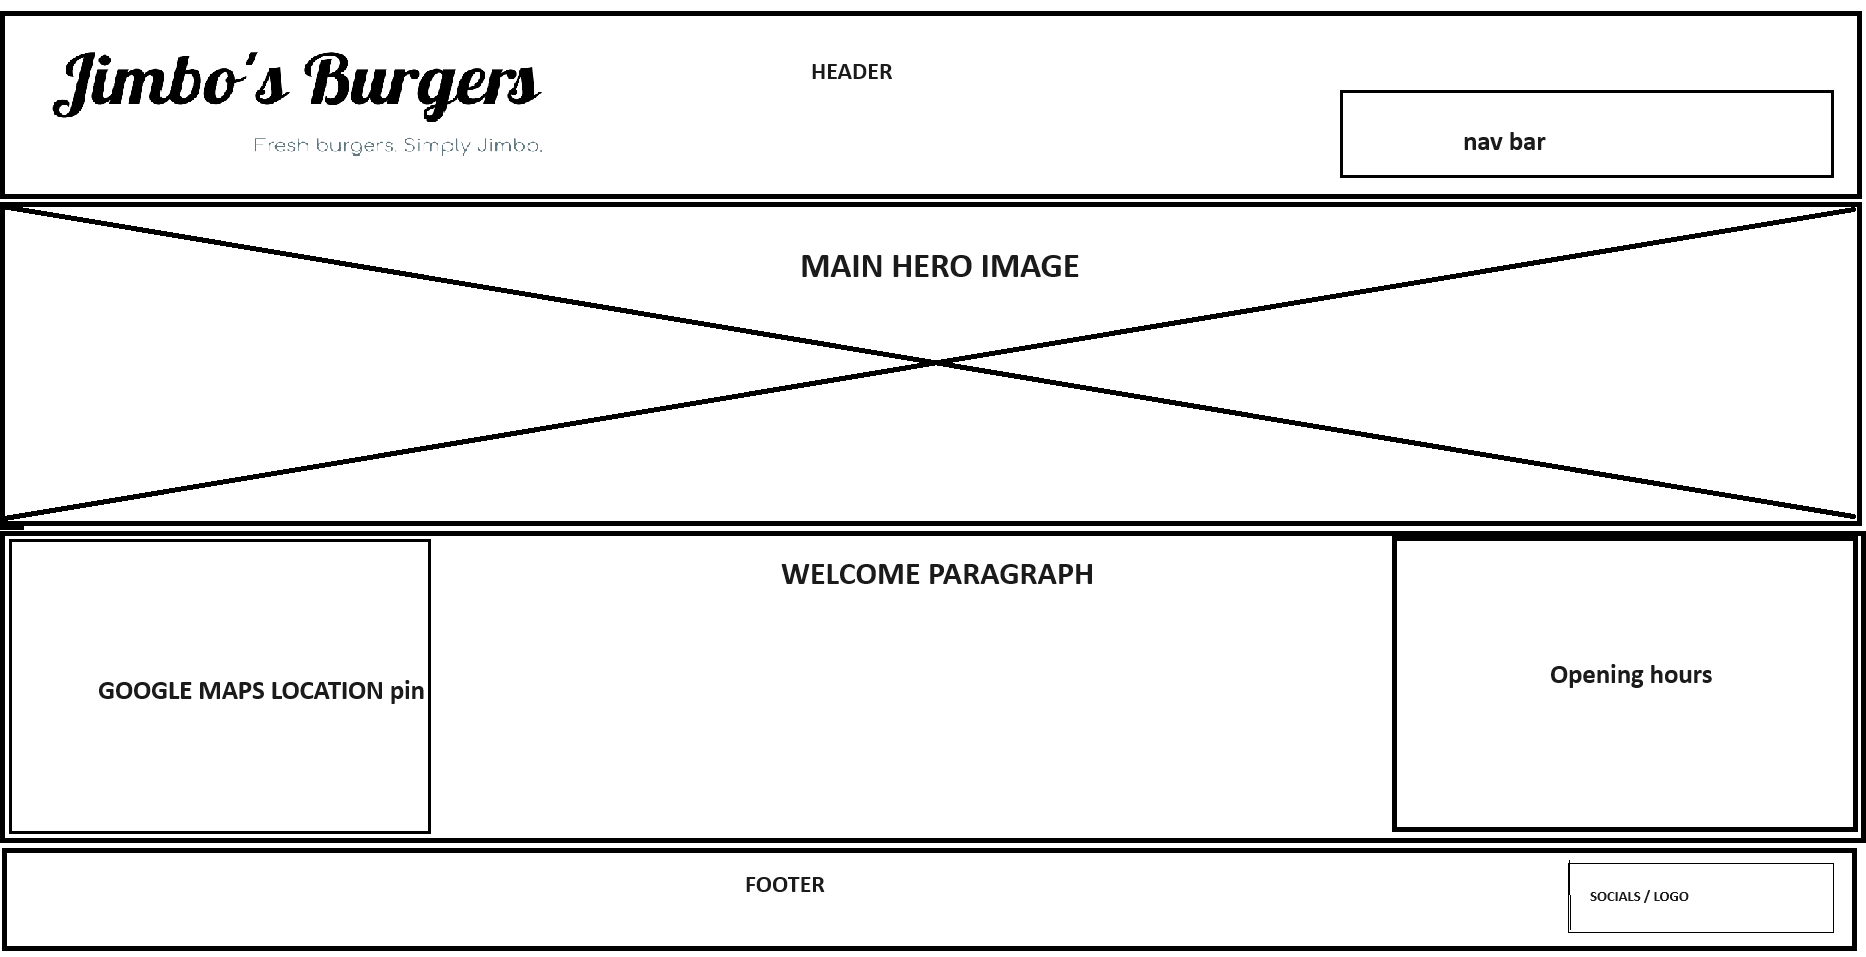 Jimbo's Burgers
Fresh burgers. Simply Jimbo.
HEADER
nav bar
MAIN HERO IMAGE
WELCOME PARAGRAPH
GOOGLE MAPS LOCATION pin
Opening hours
FOOTER
SOCIALS / LOGO